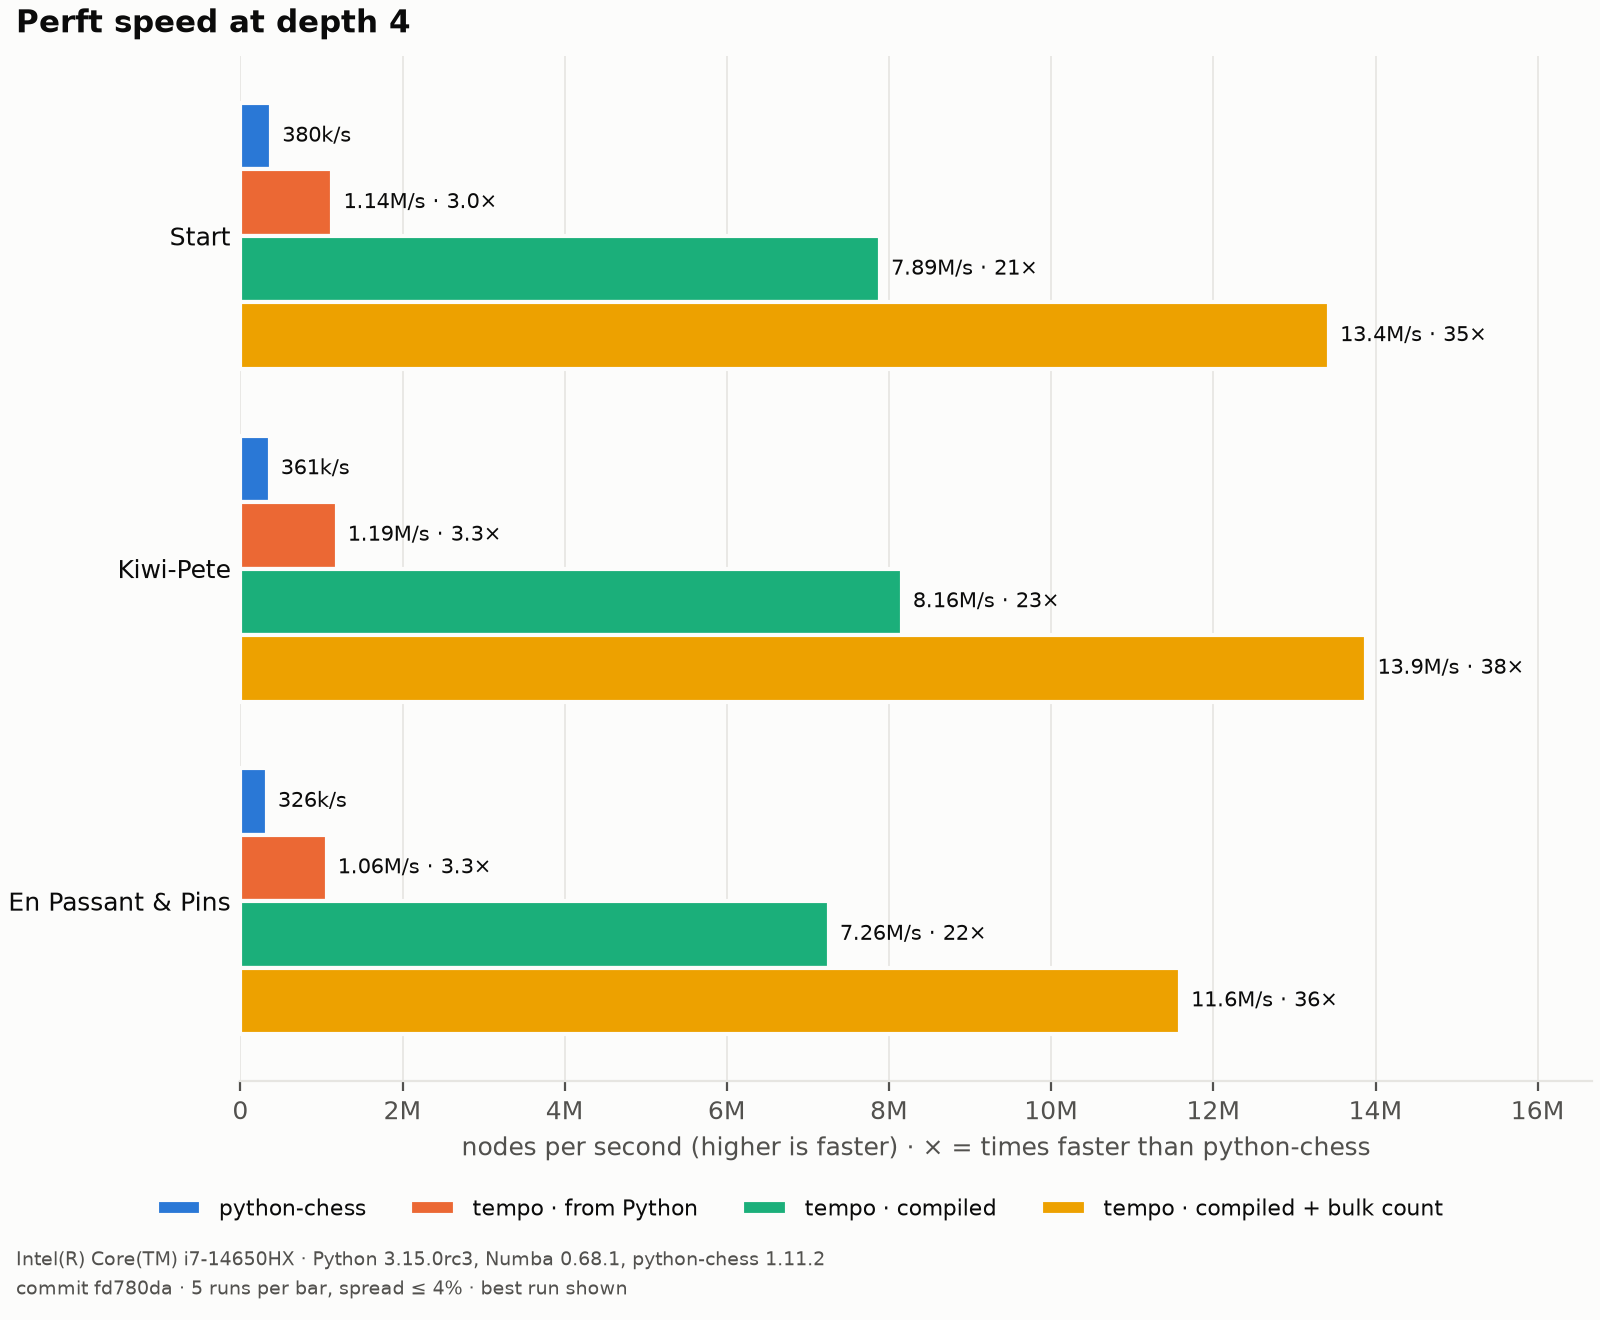 Perft speed at depth 4
380k/s
1.14M/s · 3.0×
Start
7.89M/s · 21×
13.4M/s · 35×
361k/s
1.19M/s · 3.3×
Kiwi-Pete
8.16M/s · 23×
13.9M/s · 38×
326k/s
1.06M/s · 3.3×
En Passant & Pins
7.26M/s · 22×
11.6M/s · 36×
0 2M 4M 6M 8M 10M 12M 14M 16M
nodes per second (higher is faster) · × = times faster than python-chess
python-chess tempo · from Python tempo · compiled tempo · compiled + bulk count
Intel(R) Core(TM) i7-14650HX · Python 3.15.0rc3, Numba 0.68.1, python-chess 1.11.2
commit fd780da · 5 runs per bar, spread ≤ 4% · best run shown